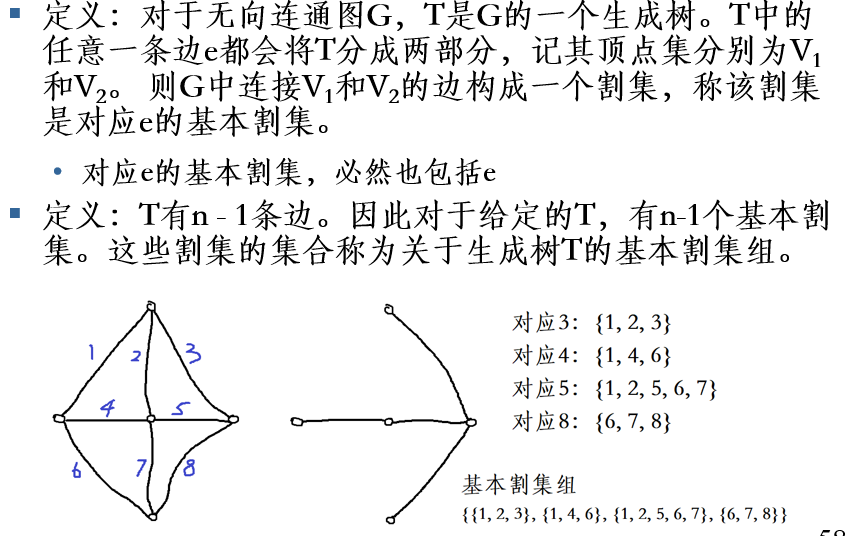 定义：对于无向连通图G，T是G的一个生成树。T中的
任意一条边e都会将T分成两部分，记其顶点集分别为V₁
和V₂。 则G中连接V₁和V₂的边构成一个割集，称该割集
是对应e的基本割集。
对应e的基本割集，必然也包括e
定义：T有n - 1条边。因此对于给定的T，有n-1个基本割
集。这些割集的集合称为关于生成树T的基本割集组。
1 2 3
4 5
6 7 8
对应3：{1, 2, 3}
对应4：{1, 4, 6}
对应5：{1, 2, 5, 6, 7}
对应8：{6, 7, 8}
基本割集组
{{1, 2, 3}, {1, 4, 6}, {1, 2, 5, 6, 7}, {6, 7, 8}}